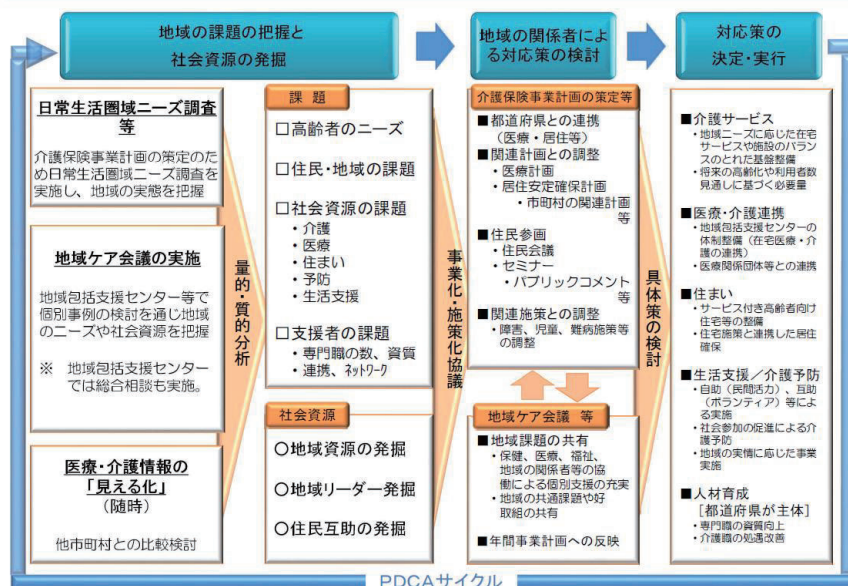 地域の課題の把握と
社会資源の発掘
地域の関係者によ
る対応策の検討
対応策の
決定・実行
日常生活圏域ニーズ調査
等
介護保険事業計画の策定のた
め日常生活圏域ニーズ調査を
実施し、地域の実態を把握
地域ケア会議の実施
地域包括支援センター等で
個別事例の検討を通じ地域
のニーズや社会資源を把握
※ 地域包括支援センター
では総合相談も実施。
医療・介護情報の
「見える化」
(随時)
他市町村との比較検討
量的・質的分析
課 題
□高齢者のニーズ
□住民・地域の課題
□社会資源の課題
・介護
・医療
・住まい
・予防
・生活支援
□支援者の課題
・専門職の数、資質
・連携、ネットワーク
社会資源
○地域資源の発掘
○地域リーダー発掘
○住民互助の発掘
事業化・施策化協議
介護保険事業計画の策定等
■都道府県との連携
(医療・居住等)
■関連計画との調整
・医療計画
・居住安定確保計画
・市町村の関連計画
等
■住民参画
・住民会議
・セミナー
・パブリックコメント
等
■関連施策との調整
・障害、児童、難病施策等
の調整
地域ケア会議 等
■地域課題の共有
・保健、医療、福祉、
地域の関係者等の協
働による個別支援の充実
・地域の共通課題や好
取組の共有
■年間事業計画への反映
具体策の検討
■介護サービス
・地域ニーズに応じた在宅
サービスや施設のバランス
のとれた基盤整備
・将来の高齢化や利用者数
見通しに基づく必要量
■医療・介護連携
・地域包括支援センターの
体制整備(在宅医療・介
護の連携)
・医療関係団体等との連携
■住まい
・サービス付き高齢者向け
住宅等の整備
・住宅施策と連携した居住
確保
■生活支援／介護予防
・自助(民間活力)、互助
(ボランティア)等によ
る実施
・社会参加の促進による介
護予防
・地域の実情に応じた事業
実施
■人材育成
[都道府県が主体]
・専門職の資質向上
・介護職の処遇改善
PDCAサイクル